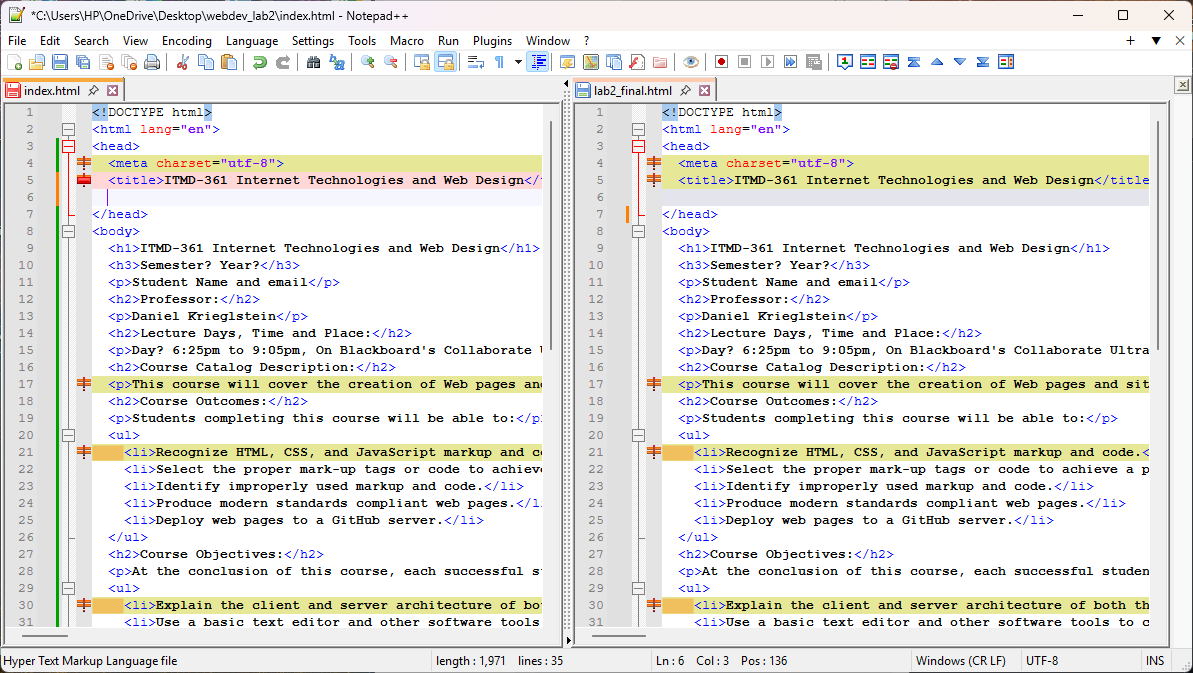 *C:\Users\HP\OneDrive\Desktop\webdev_lab2\index.html - Notepad++
File Edit Search View Encoding Language Settings Tools Macro Run Plugins Window ?
index.html
1 <!DOCTYPE html>
2 <html lang="en">
3 <head>
4 <meta charset="utf-8">
5 <title>ITMD-361 Internet Technologies and Web Design</
6
7 </head>
8 <body>
9 <h1>ITMD-361 Internet Technologies and Web Design</h1>
10 <h3>Semester? Year?</h3>
11 <p>Student Name and email</p>
12 <h2>Professor:</h2>
13 <p>Daniel Krieglstein</p>
14 <h2>Lecture Days, Time and Place:</h2>
15 <p>Day? 6:25pm to 9:05pm, On Blackboard's Collaborate
16 <h2>Course Catalog Description:</h2>
17 <p>This course will cover the creation of Web pages and
18 <h2>Course Outcomes:</h2>
19 <p>Students completing this course will be able to:</p
20 <ul>
21 <li>Recognize HTML, CSS, and JavaScript markup and co
22 <li>Select the proper mark-up tags or code to achieve
23 <li>Identify improperly used markup and code.</li>
24 <li>Produce modern standards compliant web pages.</l
25 <li>Deploy web pages to a GitHub server.</li>
26 </ul>
27 <h2>Course Objectives:</h2>
28 <p>At the conclusion of this course, each successful s
29 <ul>
30 <li>Explain the client and server architecture of bo
31 <li>Use a basic text editor and other software tools
lab2_final.html
1 <!DOCTYPE html>
2 <html lang="en">
3 <head>
4 <meta charset="utf-8">
5 <title>ITMD-361 Internet Technologies and Web Design</title
6
7 </head>
8 <body>
9 <h1>ITMD-361 Internet Technologies and Web Design</h1>
10 <h3>Semester? Year?</h3>
11 <p>Student Name and email</p>
12 <h2>Professor:</h2>
13 <p>Daniel Krieglstein</p>
14 <h2>Lecture Days, Time and Place:</h2>
15 <p>Day? 6:25pm to 9:05pm, On Blackboard's Collaborate Ultra
16 <h2>Course Catalog Description:</h2>
17 <p>This course will cover the creation of Web pages and sit
18 <h2>Course Outcomes:</h2>
19 <p>Students completing this course will be able to:</p>
20 <ul>
21 <li>Recognize HTML, CSS, and JavaScript markup and code.<
22 <li>Select the proper mark-up tags or code to achieve a p
23 <li>Identify improperly used markup and code.</li>
24 <li>Produce modern standards compliant web pages.</li>
25 <li>Deploy web pages to a GitHub server.</li>
26 </ul>
27 <h2>Course Objectives:</h2>
28 <p>At the conclusion of this course, each successful studen
29 <ul>
30 <li>Explain the client and server architecture of both th
31 <li>Use a basic text editor and other software tools to c
Hyper Text Markup Language file length : 1,971 lines : 35 Ln : 6 Col : 3 Pos : 136 Windows (CR LF) UTF-8 INS